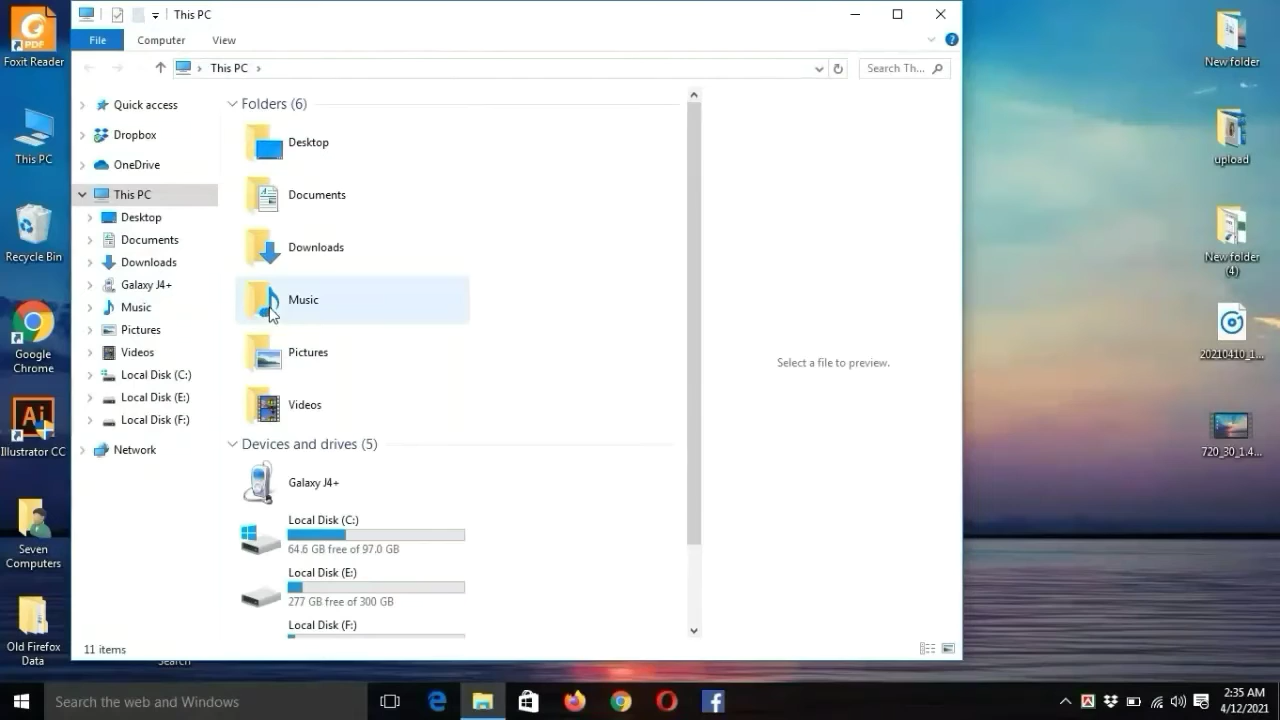 This PC
File
Computer
View
This PC
Search Th...
Quick access
Dropbox
OneDrive
This PC
Desktop
Documents
Downloads
Galaxy J4+
Music
Pictures
Videos
Local Disk (C:)
Local Disk (E:)
Local Disk (F:)
Network
Folders (6)
Desktop
Documents
Downloads
Music
Pictures
Videos
Devices and drives (5)
Galaxy J4+
Local Disk (C:)
64.6 GB free of 97.0 GB
Local Disk (E:)
277 GB free of 300 GB
Local Disk (F:)
Select a file to preview.
11 items
PDF
Foxit Reader
This PC
Recycle Bin
Google
Chrome
Ai
Illustrator CC
Seven
Computers
Old Firefox
Data
Search
New folder
upload
New folder
(4)
20210410_1...
720_30_1.4...
Search the web and Windows
2:35 AM
4/12/2021